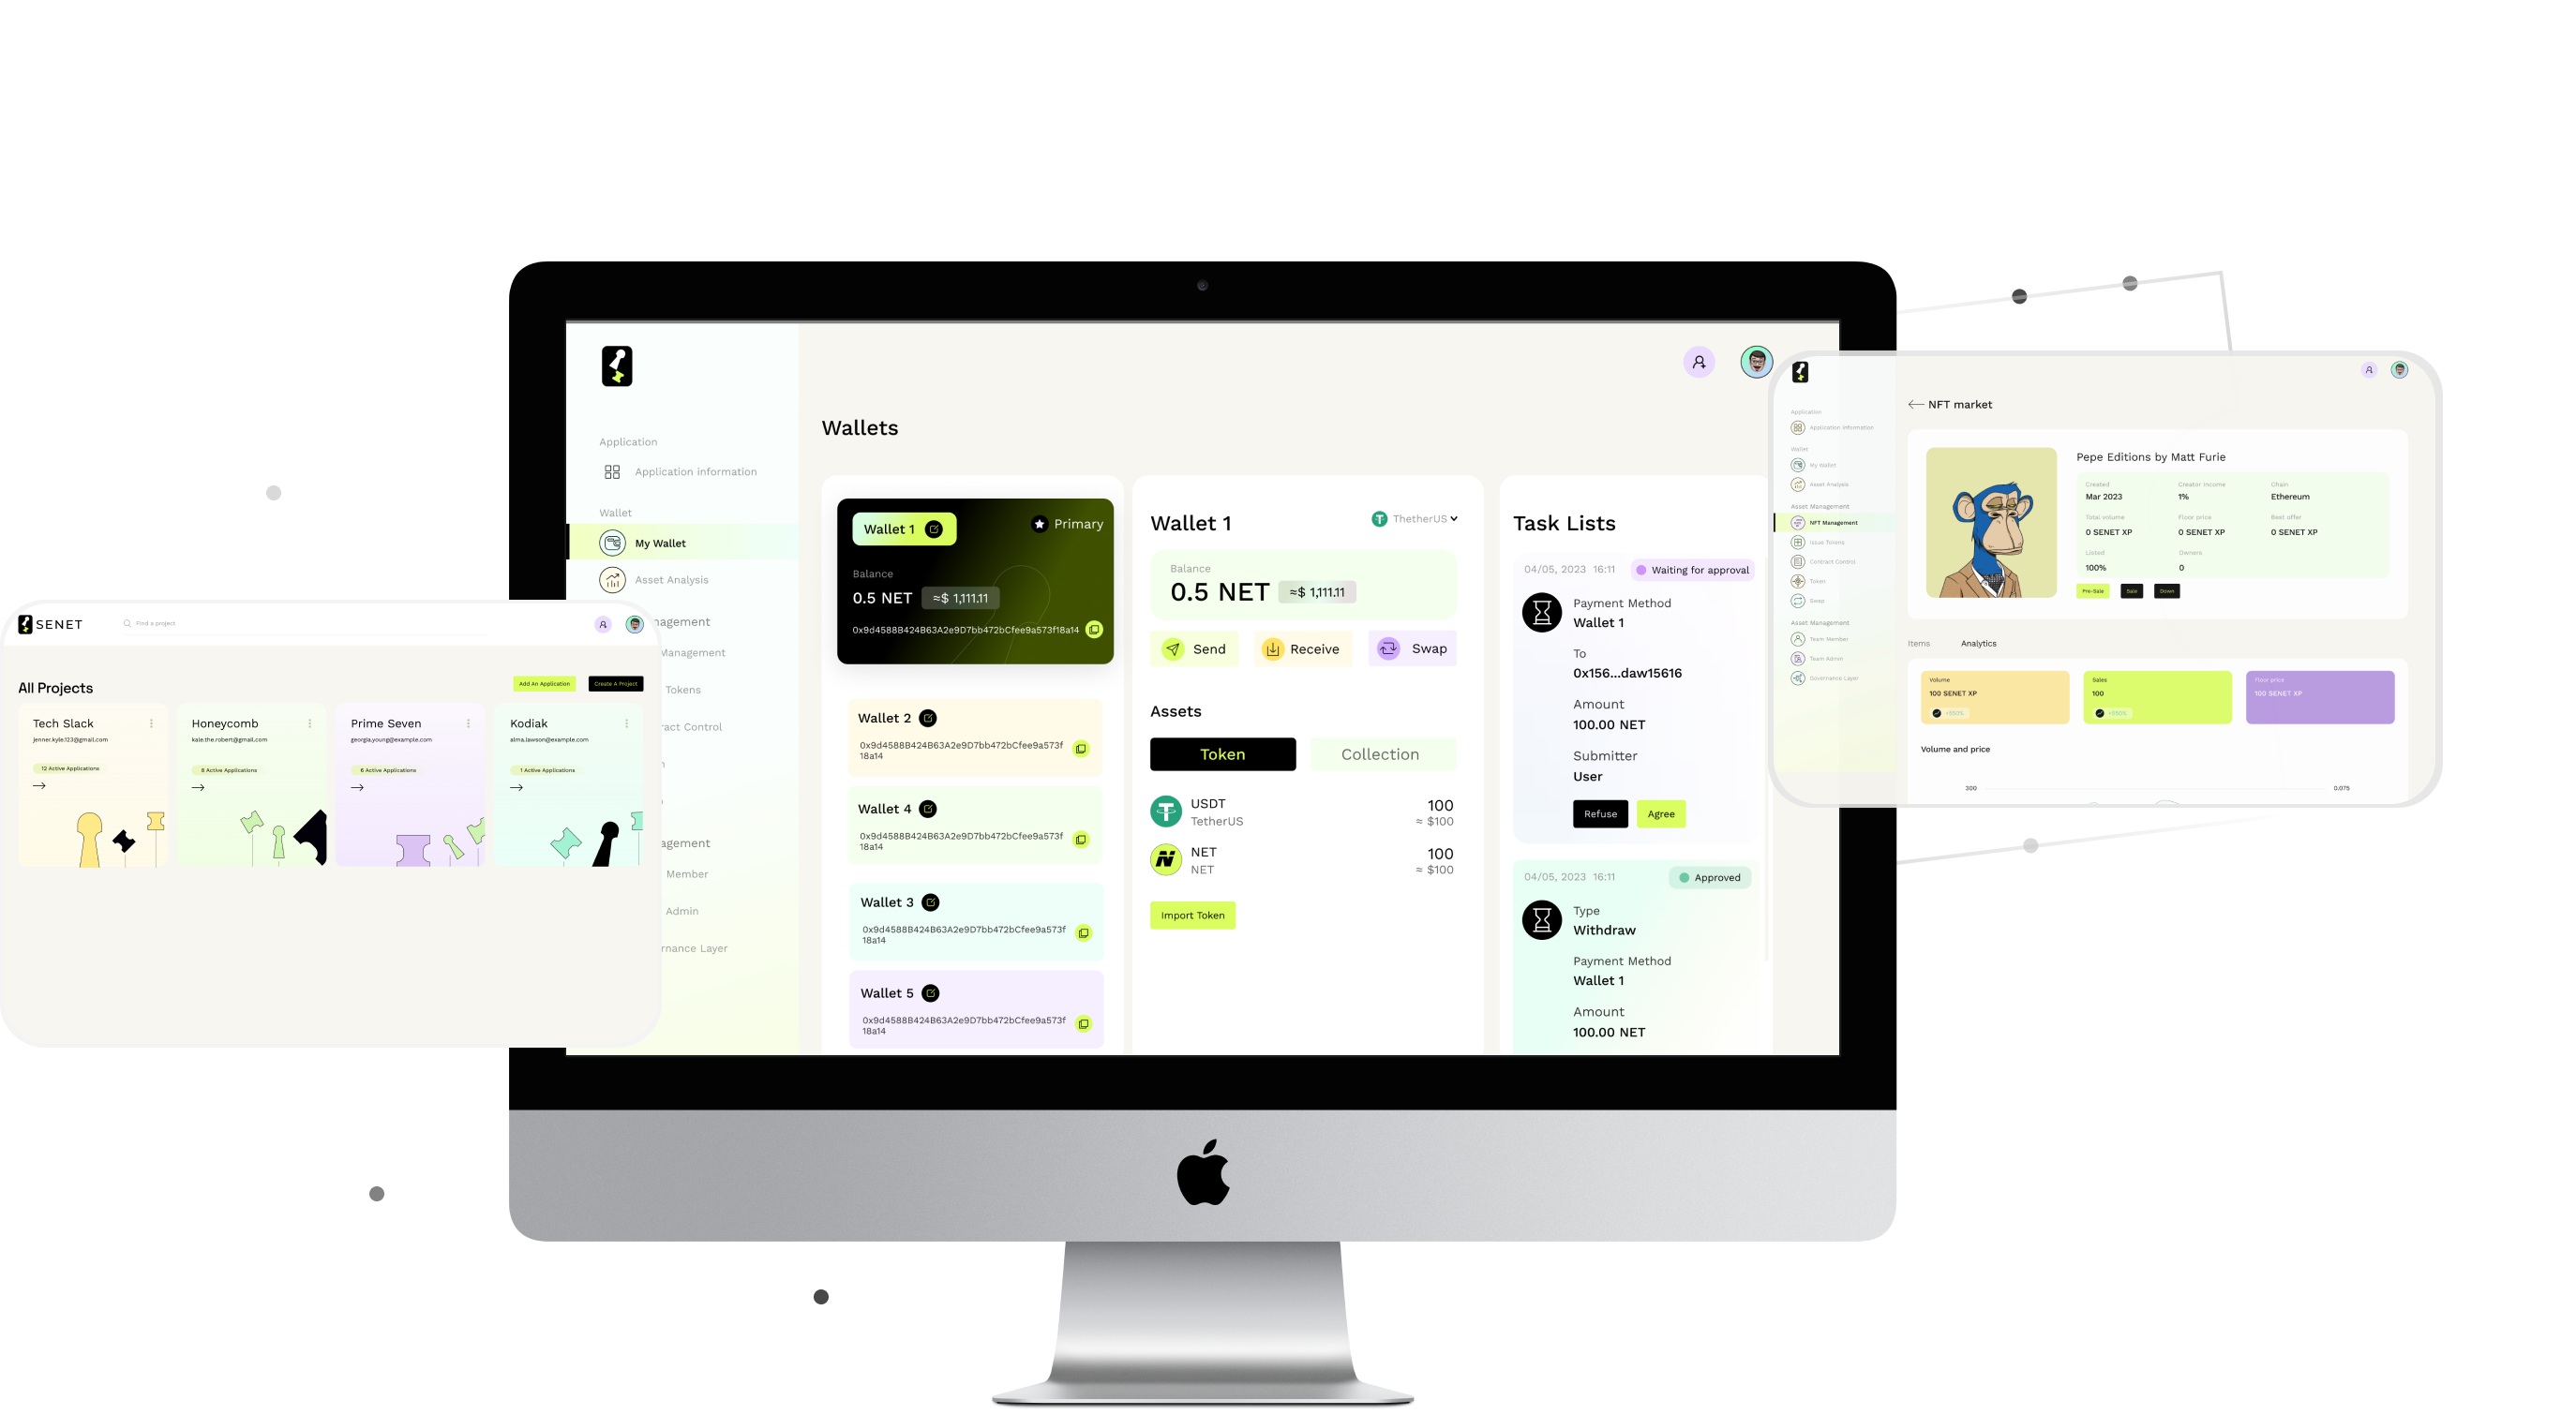 Application
Application information
Wallet
My Wallet
Asset Analysis
nagement
Management
Tokens
ract Control
n
agement
Member
Admin
rnance Layer
Wallets
Wallet 1
Primary
Balance
0.5 NET
≈$ 1,111.11
0x9d4588B424B63A2e9D7bb472bCfee9a573f18a14
Wallet 2
0x9d4588B424B63A2e9D7bb472bCfee9a573f
18a14
Wallet 4
0x9d4588B424B63A2e9D7bb472bCfee9a573f
18a14
Wallet 3
0x9d4588B424B63A2e9D7bb472bCfee9a573f
18a14
Wallet 5
0x9d4588B424B63A2e9D7bb472bCfee9a573f
18a14
Wallet 1
ThetherUS
Balance
0.5 NET
≈$ 1,111.11
Send
Receive
Swap
Assets
Token
Collection
USDT
100
TetherUS
≈ $100
NET
100
NET
≈ $100
Import Token
Task Lists
04/05, 2023 16:11
Waiting for approval
Payment Method
Wallet 1
To
0x156...daw15616
Amount
100.00 NET
Submitter
User
Refuse
Agree
04/05, 2023 16:11
Approved
Type
Withdraw
Payment Method
Wallet 1
Amount
100.00 NET
SENET
Find a project
All Projects
Add An Application
Create A Project
Tech Slack
jenner.kyle.123@gmail.com
12 Active Applications
Honeycomb
kale.the.robert@gmail.com
8 Active Applications
Prime Seven
georgia.young@example.com
6 Active Applications
Kodiak
alma.lawson@example.com
1 Active Applications
Application
Application information
Wallet
My Wallet
Asset Analysis
Asset Management
NFT Management
Issue Tokens
Contract Control
Token
Swap
Asset Management
Team Member
Team Admin
Governance Layer
NFT market
Pepe Editions by Matt Furie
Created
Creator Income
Chain
Mar 2023
1%
Ethereum
Total volume
Floor price
Best offer
0 SENET XP
0 SENET XP
0 SENET XP
Listed
Owners
100%
0
Pre-Sale
Sale
Down
Items
Analytics
Volume
100 SENET XP
Sales
100
Floor price
100 SENET XP
Volume and price
300
0.075